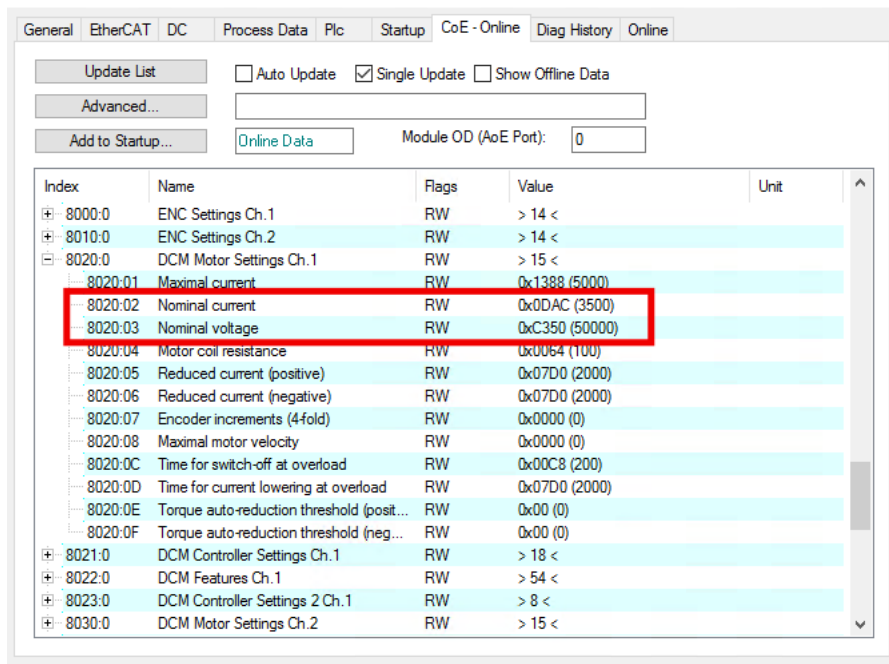 General EtherCAT DC Process Data Plc Startup CoE - Online Diag History Online
Update List Auto Update Single Update Show Offline Data
Advanced...
Add to Startup... Online Data Module OD (AoE Port): 0
Index Name Flags Value Unit
8000:0 ENC Settings Ch.1 RW > 14 <
8010:0 ENC Settings Ch.2 RW > 14 <
8020:0 DCM Motor Settings Ch.1 RW > 15 <
8020:01 Maximal current RW 0x1388 (5000)
8020:02 Nominal current RW 0x0DAC (3500)
8020:03 Nominal voltage RW 0xC350 (50000)
8020:04 Motor coil resistance RW 0x0064 (100)
8020:05 Reduced current (positive) RW 0x07D0 (2000)
8020:06 Reduced current (negative) RW 0x07D0 (2000)
8020:07 Encoder increments (4-fold) RW 0x0000 (0)
8020:08 Maximal motor velocity RW 0x0000 (0)
8020:0C Time for switch-off at overload RW 0x00C8 (200)
8020:0D Time for current lowering at overload RW 0x07D0 (2000)
8020:0E Torque auto-reduction threshold (posit... RW 0x00 (0)
8020:0F Torque auto-reduction threshold (neg... RW 0x00 (0)
8021:0 DCM Controller Settings Ch.1 RW > 18 <
8022:0 DCM Features Ch.1 RW > 54 <
8023:0 DCM Controller Settings 2 Ch.1 RW > 8 <
8030:0 DCM Motor Settings Ch.2 RW > 15 <